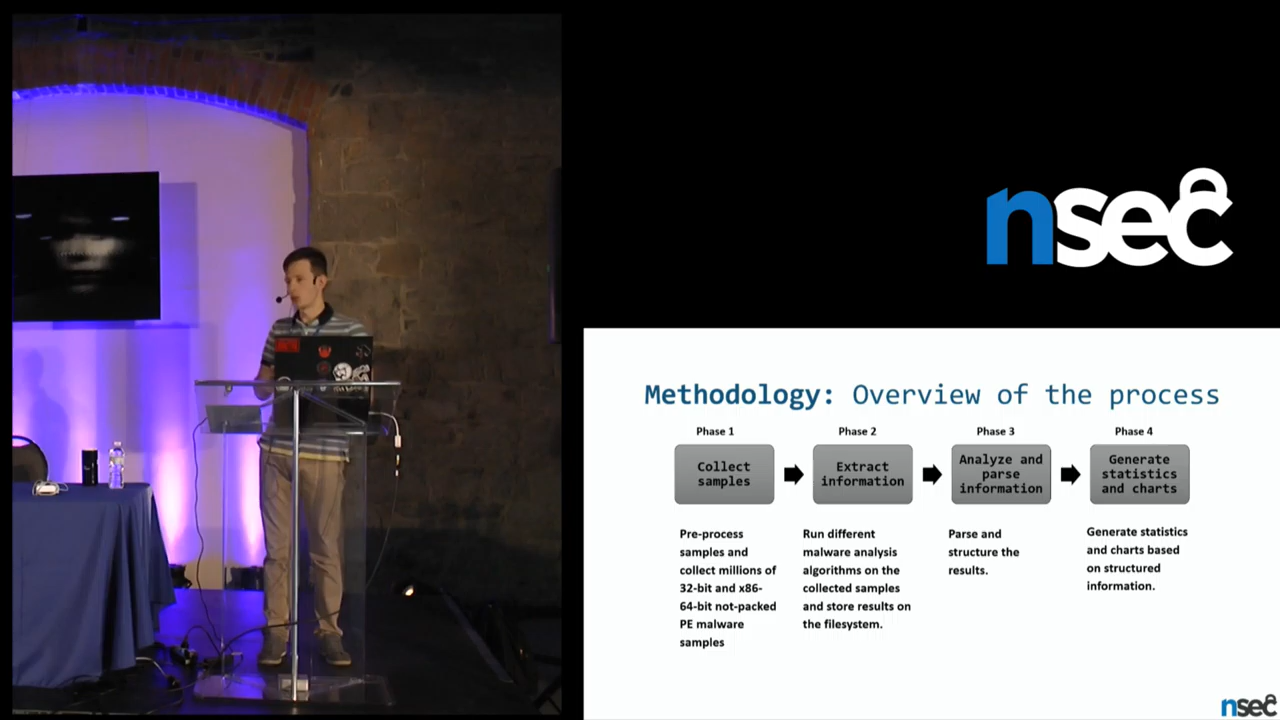 nsec
Methodology: Overview of the process
Phase 1
Phase 2
Phase 3
Phase 4
Collect
samples
Extract
information
Analyze and
parse
information
Generate
statistics
and charts
Pre-process
samples and
collect millions of
32-bit and x86-
64-bit not-packed
PE malware
samples
Run different
malware analysis
algorithms on the
collected samples
and store results on
the filesystem.
Parse and
structure the
results.
Generate statistics
and charts based
on structured
information.
nsec